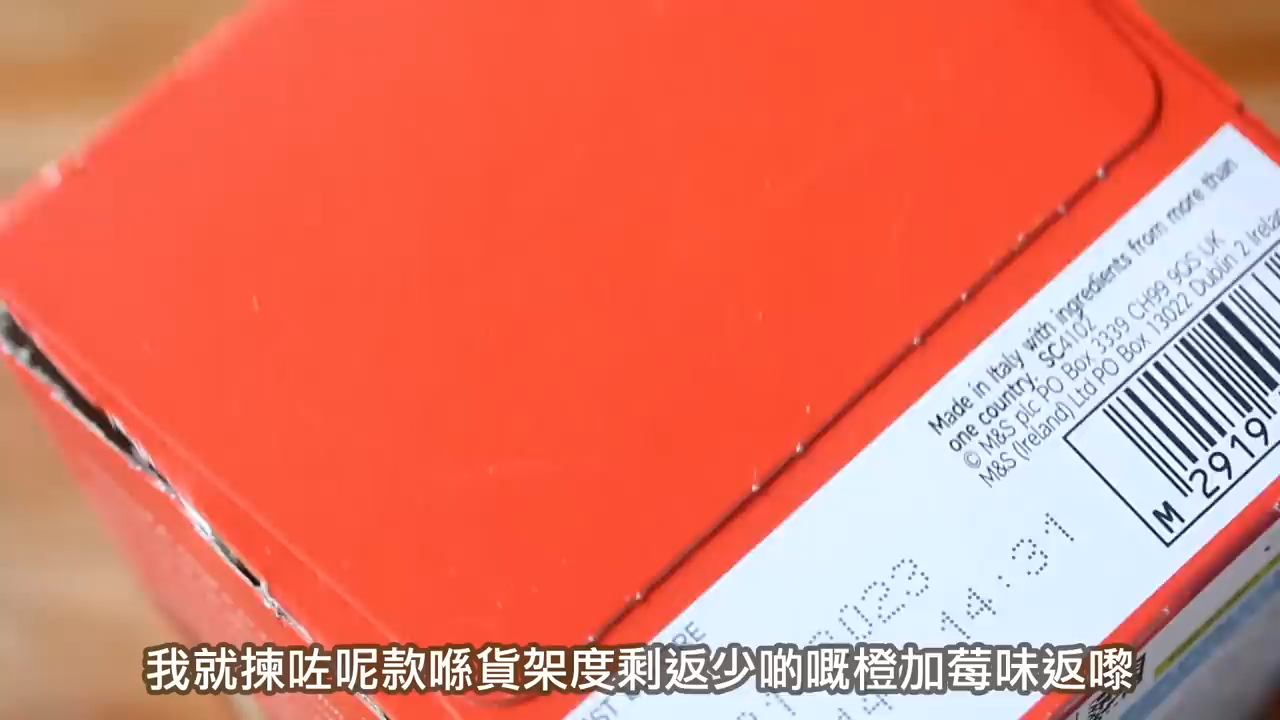 Made in Italy with ingredients from more than
one country. SC4102
© M&S plc PO Box 3339 CH99 9GS UK
M&S (Ireland) Ltd PO Box 13022 Dublin 2
M 2919
14:31
我就揀咗呢款喺貨架度剩返少啲嘅橙加莓味返嚟